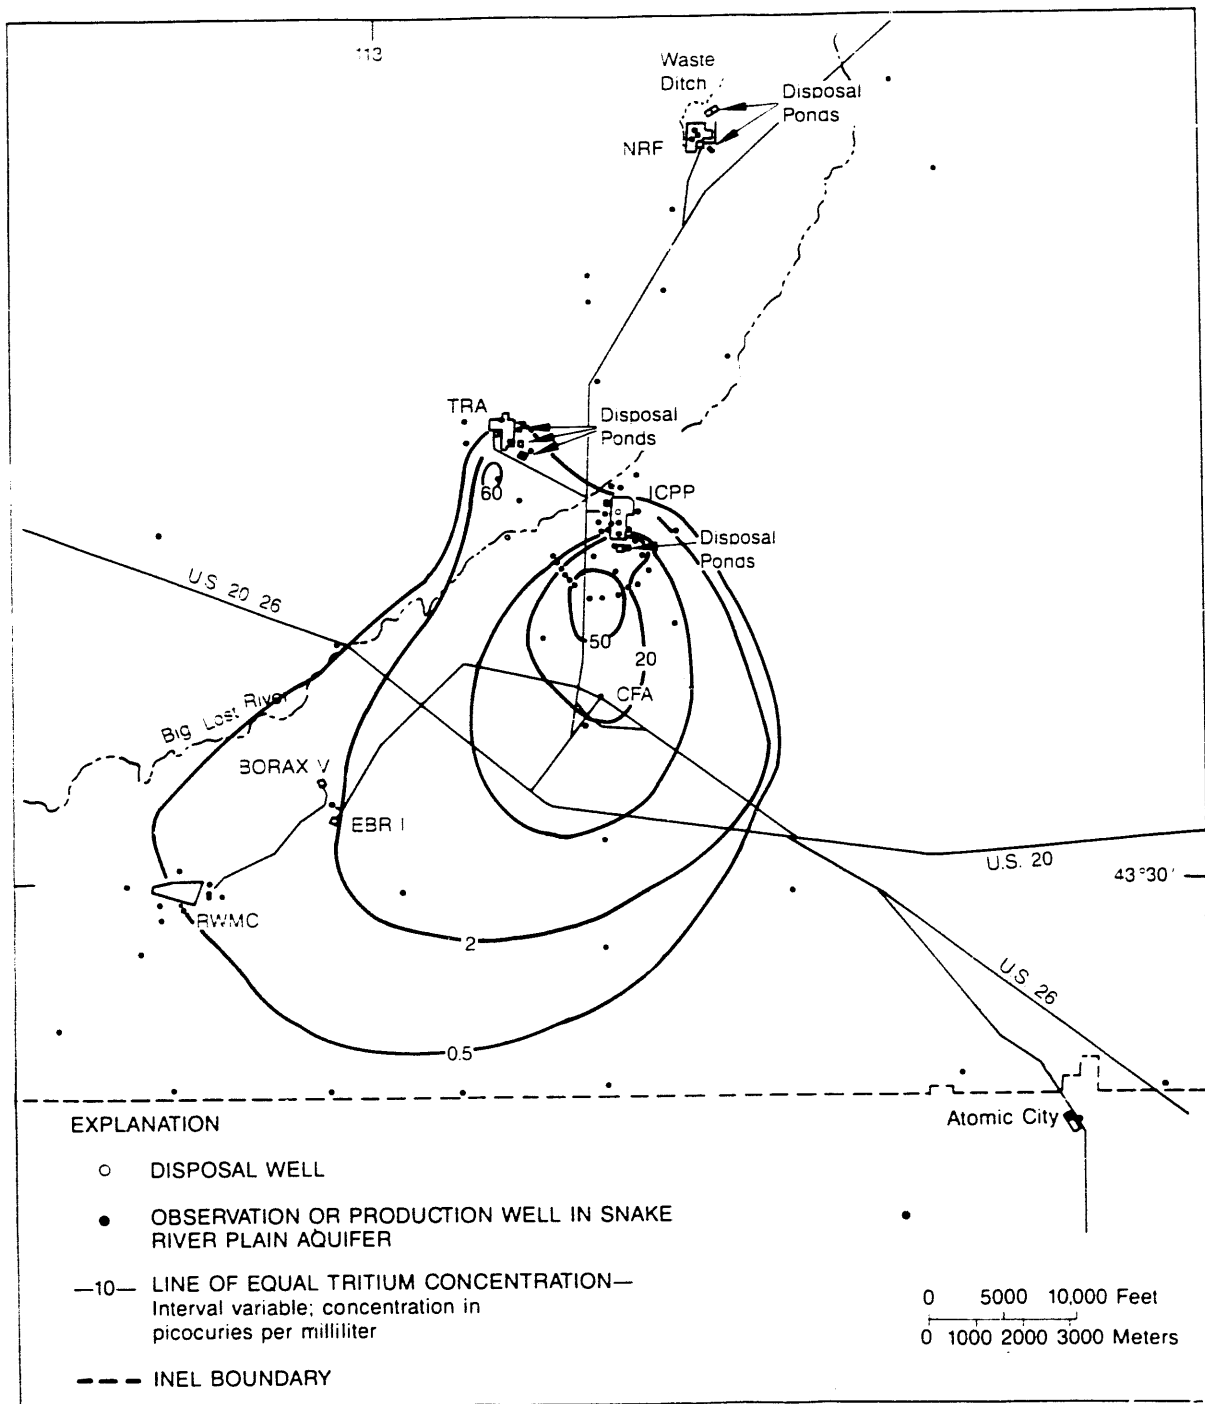 113
Waste
Ditch
Disposal
Ponds
NRF
TRA
Disposal
Ponds
60
ICPP
Disposal
Ponds
U.S. 20 26
50
20
CFA
Big Lost River
BORAX V
EBR I
U.S. 20
43°30'
RWMC
2
U.S. 26
0.5
Atomic City
EXPLANATION
DISPOSAL WELL
OBSERVATION OR PRODUCTION WELL IN SNAKE
RIVER PLAIN AQUIFER
—10— LINE OF EQUAL TRITIUM CONCENTRATION—
Interval variable; concentration in
picocuries per milliliter
INEL BOUNDARY
0 5000 10,000 Feet
0 1000 2000 3000 Meters